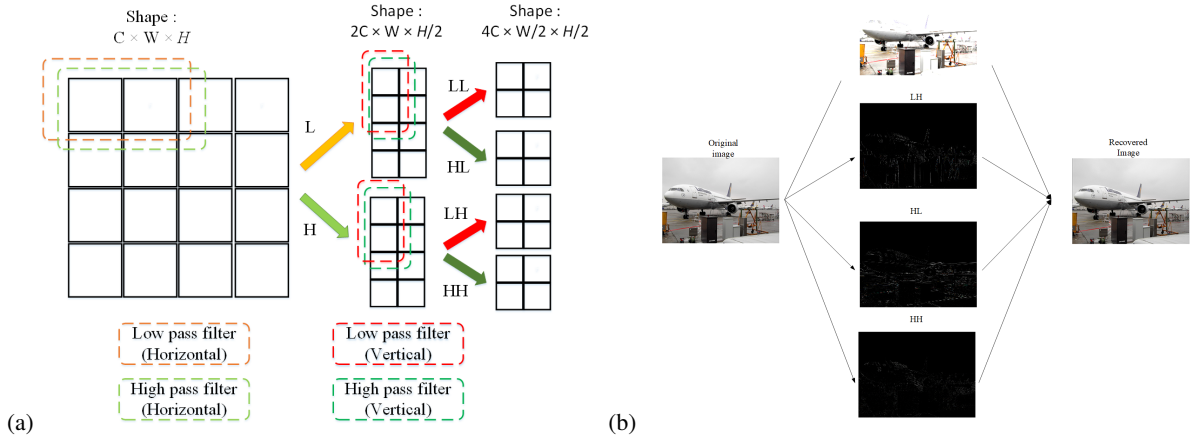 Shape :
C × W × H
Shape :
2C × W × H/2
Shape :
4C × W/2 × H/2
L
H
LL
HL
LH
HH
Low pass filter
(Horizontal)
Low pass filter
(Vertical)
High pass filter
(Horizontal)
High pass filter
(Vertical)
(a)
LH
Original
image
HL
HH
Recovered
Image
(b)